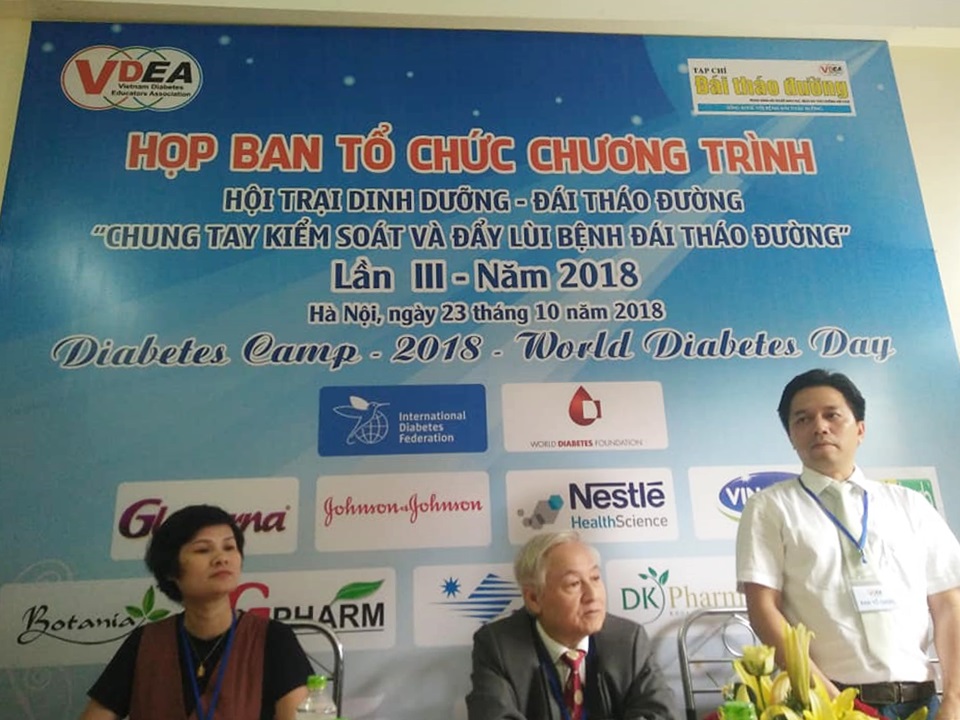 VDEA
Vietnam Diabetes
Educators Association
TẠP CHÍ
VDEA
Đái tháo đường
HỌP BAN TỔ CHỨC CHƯƠNG TRÌNH
HỘI TRẠI DINH DƯỠNG - ĐÁI THÁO ĐƯỜNG
"CHUNG TAY KIỂM SOÁT VÀ ĐẨY LÙI BỆNH ĐÁI THÁO ĐƯỜNG"
Lần III - Năm 2018
Hà Nội, ngày 23 tháng 10 năm 2018
Diabetes Camp - 2018 - World Diabetes Day
International
Diabetes
Federation
WORLD DIABETES FOUNDATION
Johnson & Johnson
Nestlé
HealthScience
VIN
Botania
GPHARM
DK Pharm